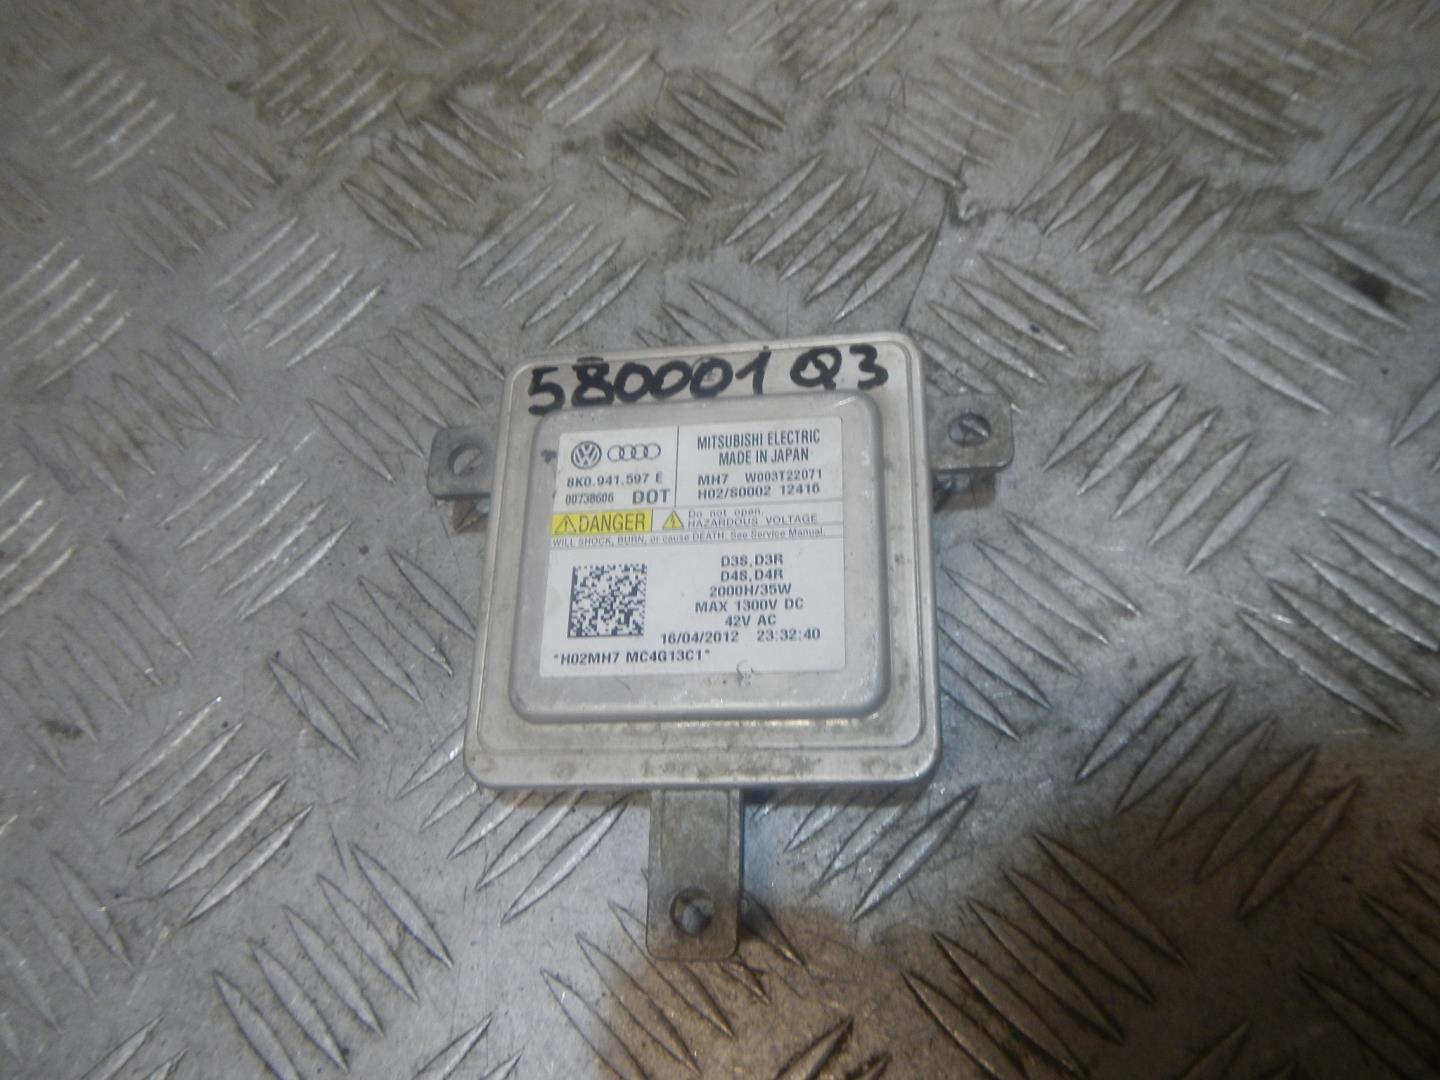 580001 Q3
MITSUBISHI ELECTRIC
MADE IN JAPAN
8K0.941.597 E
00738606 DOT
MH7 W003T22071
H02/S0002 12416
DANGER
Do not open.
HAZARDOUS VOLTAGE
WILL SHOCK, BURN, or cause DEATH. See Service Manual.
D3S,D3R
D4S,D4R
2000H/35W
MAX 1300V DC
42V AC
16/04/2012 23:32:40
*H02MH7 MC4G13C1*